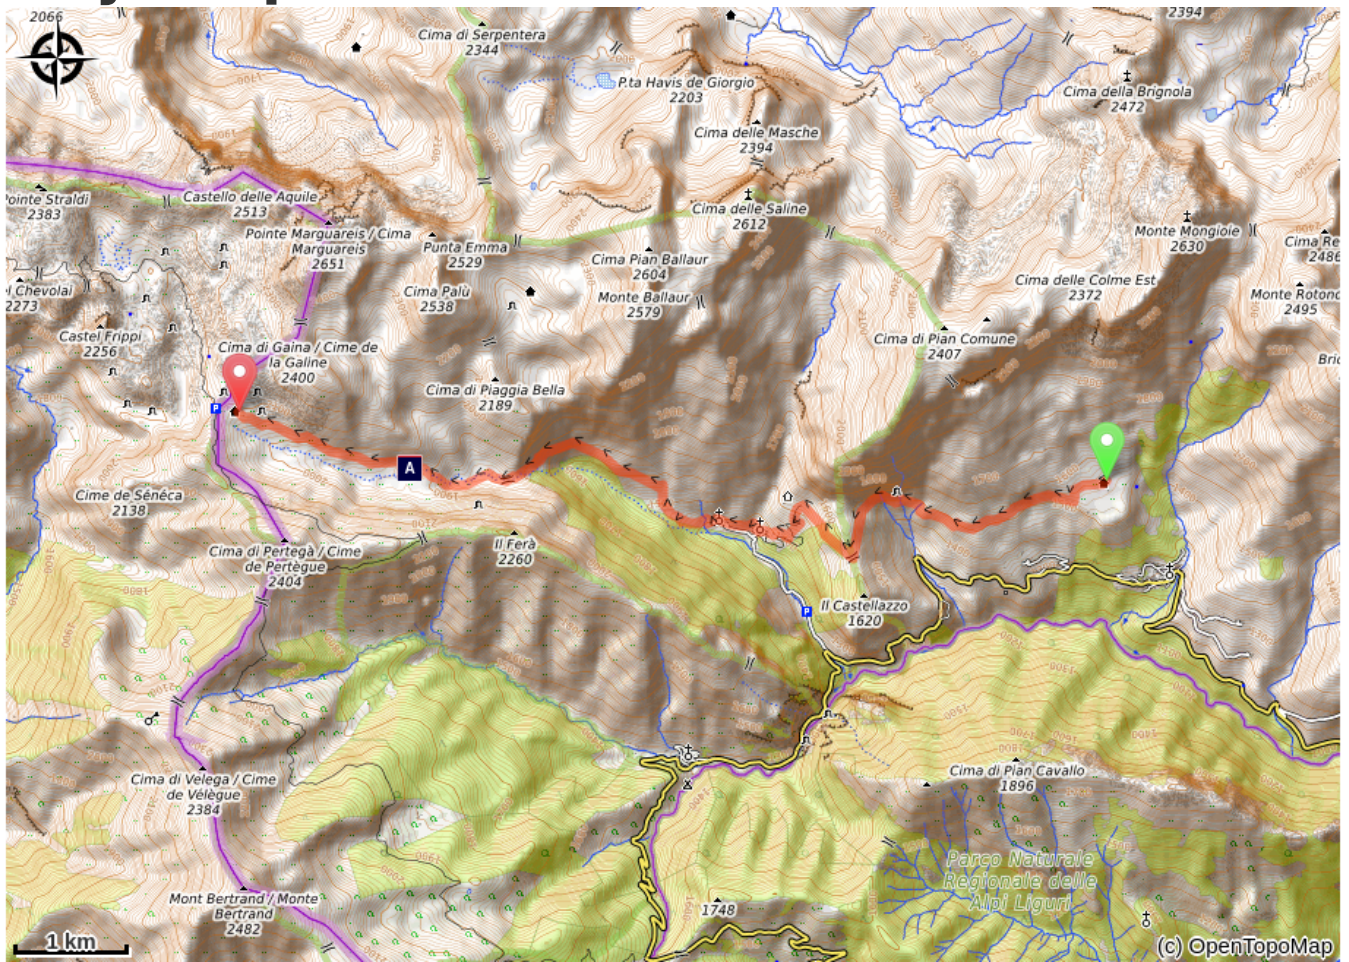 2066
Cima di Serpentera
2344
2394
P.ta Havis de Giorgio
2203
Cima della Brignola
2472
Cima delle Masche
2394
Pointe Straldi
2383
Castello delle Aquile
2513
Cima delle Saline
2612
Pointe Marguareis / Cima
Marguareis
2651
Punta Emma
2529
Monte Mongioie
2630
Cima Re
2486
Cima Pian Ballaur
2604
Cima Palù
2538
Monte Ballaur
2579
Cima delle Colme Est
2372
Monte Rotond
2495
el Chevolai
2273
Castel Frippi
2256
Cima di Gaina / Cime de
la Galine
2400
Cima di Pian Comune
2407
Bric
Cima di Piaggia Bella
2189
P
A
Cime de Sénéca
2138
Cima di Pertegà / Cime
de Pertègue
2404
Il Ferà
2260
P
Il Castellazzo
1620
Cima di Velega / Cime
de Vélègue
2384
Cima di Pian Cavallo
1896
Parco Naturale
Regionale delle
Alpi Liguri
Mont Bertrand / Monte
Bertrand
2482
1748
1 km
(c) OpenTopoMap